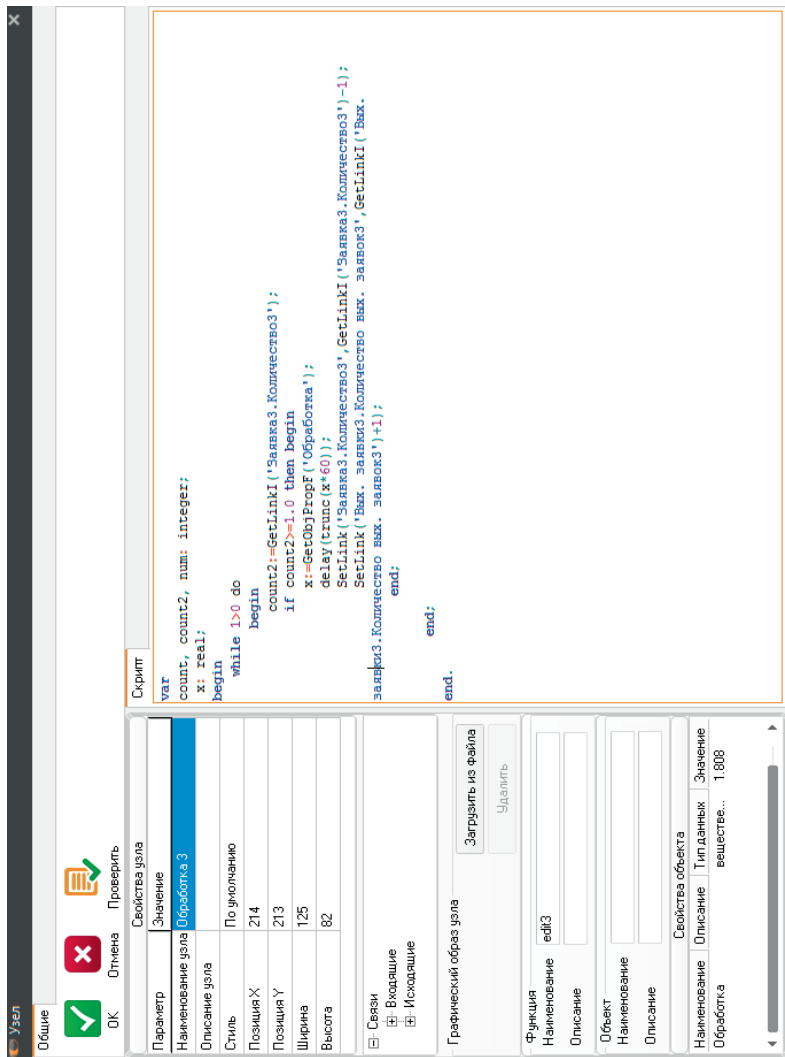 Узел
Общие
OK
Отмена
Проверить
Свойства узла
Параметр Значение
Наименование узла Обработка 3
Описание узла
Стиль По умолчанию
Позиция X 214
Позиция Y 213
Ширина 125
Высота 82
Связи
Входящие
Исходящие
Графический образ узла
Загрузить из файла
Удалить
Функция
Наименование edit3
Описание
Объект
Наименование
Описание
Свойства объекта
Наименование Описание Тип данных Значение
Обработка веществе... 1.808
Скрипт
var
count, count2, num: integer;
x: real;
begin
while 1>0 do
begin
count2:=GetLinkI('Заявка3.Количество3');
if count2>=1.0 then begin
x:=GetObjPropF('Обработка');
delay(trunc(x*60));
SetLink('Заявка3.Количество3',GetLinkI('Заявка3.Количество3')-1);
SetLink('Вых. заявки3.Количество вых. заявок3',GetLinkI('Вых.
заявки3.Количество вых. заявок3')+1);
end;
end;
end.